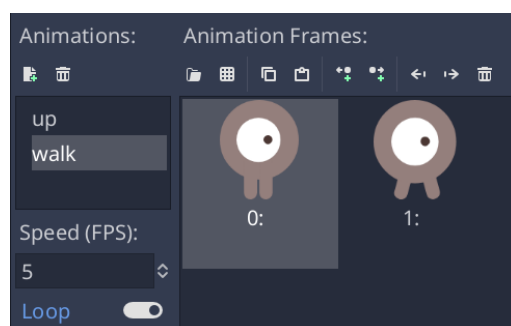 Animations:
Animation Frames:
up
walk
0:
1:
Speed (FPS):
5
Loop